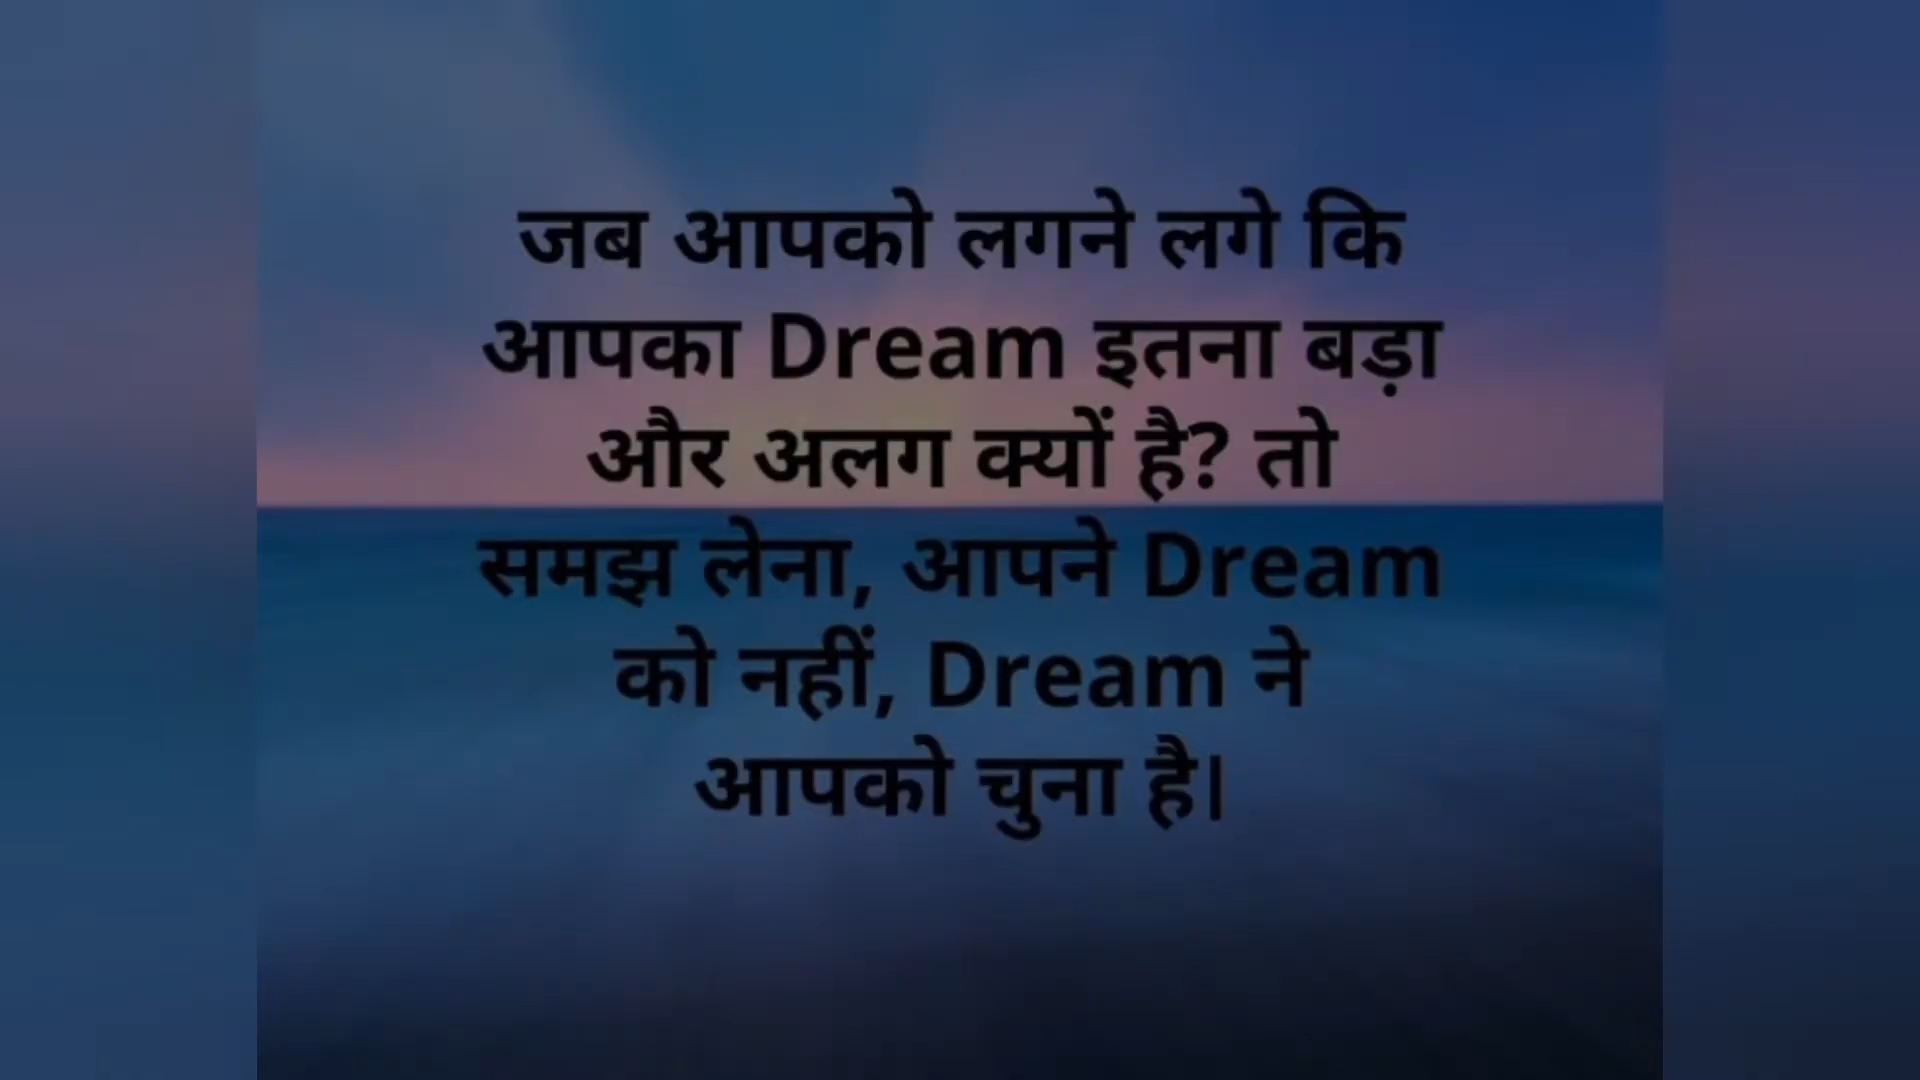 जब आपको लगने लगे कि
आपका Dream इतना बड़ा
और अलग क्यों है? तो
समझ लेना, आपने Dream
को नहीं, Dream ने
आपको चुना है।